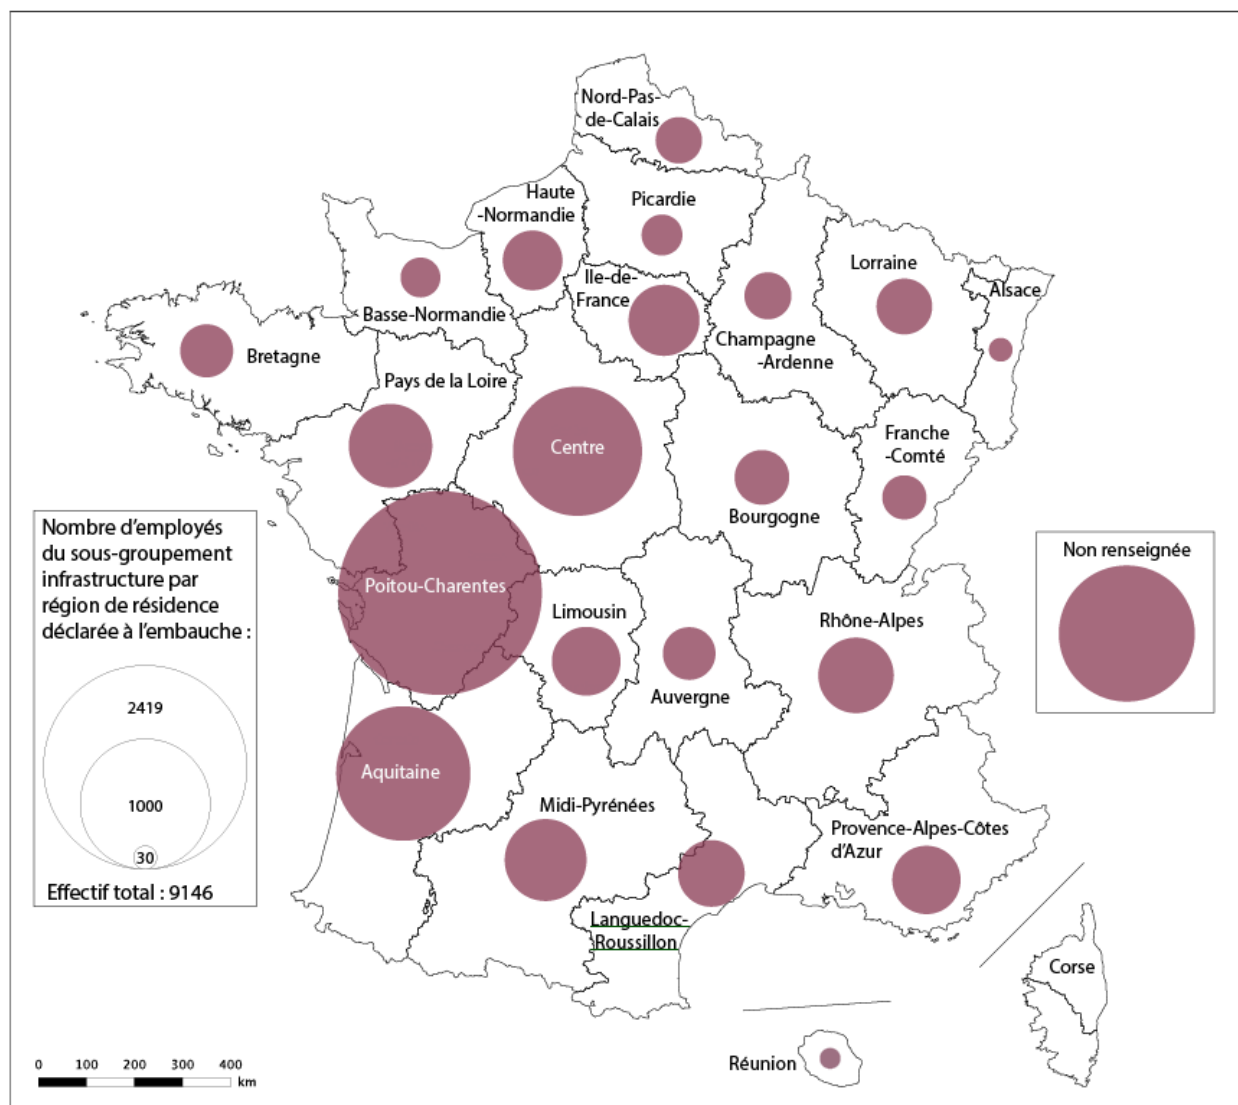 Nord-Pas-
de-Calais
Haute
-Normandie
Picardie
Ile-de-
France
Lorraine
Alsace
Basse-Normandie
Champagne
-Ardenne
Bretagne
Pays de la Loire
Centre
Franche
-Comté
Bourgogne
Poitou-Charentes
Limousin
Auvergne
Rhône-Alpes
Aquitaine
Midi-Pyrénées
Provence-Alpes-Côtes
d'Azur
Languedoc-
Roussillon
Corse
Réunion
Nombre d'employés
du sous-groupement
infrastructure par
région de résidence
déclarée à l'embauche :
2419
1000
30
Effectif total : 9146
Non renseignée
0 100 200 300 400
km